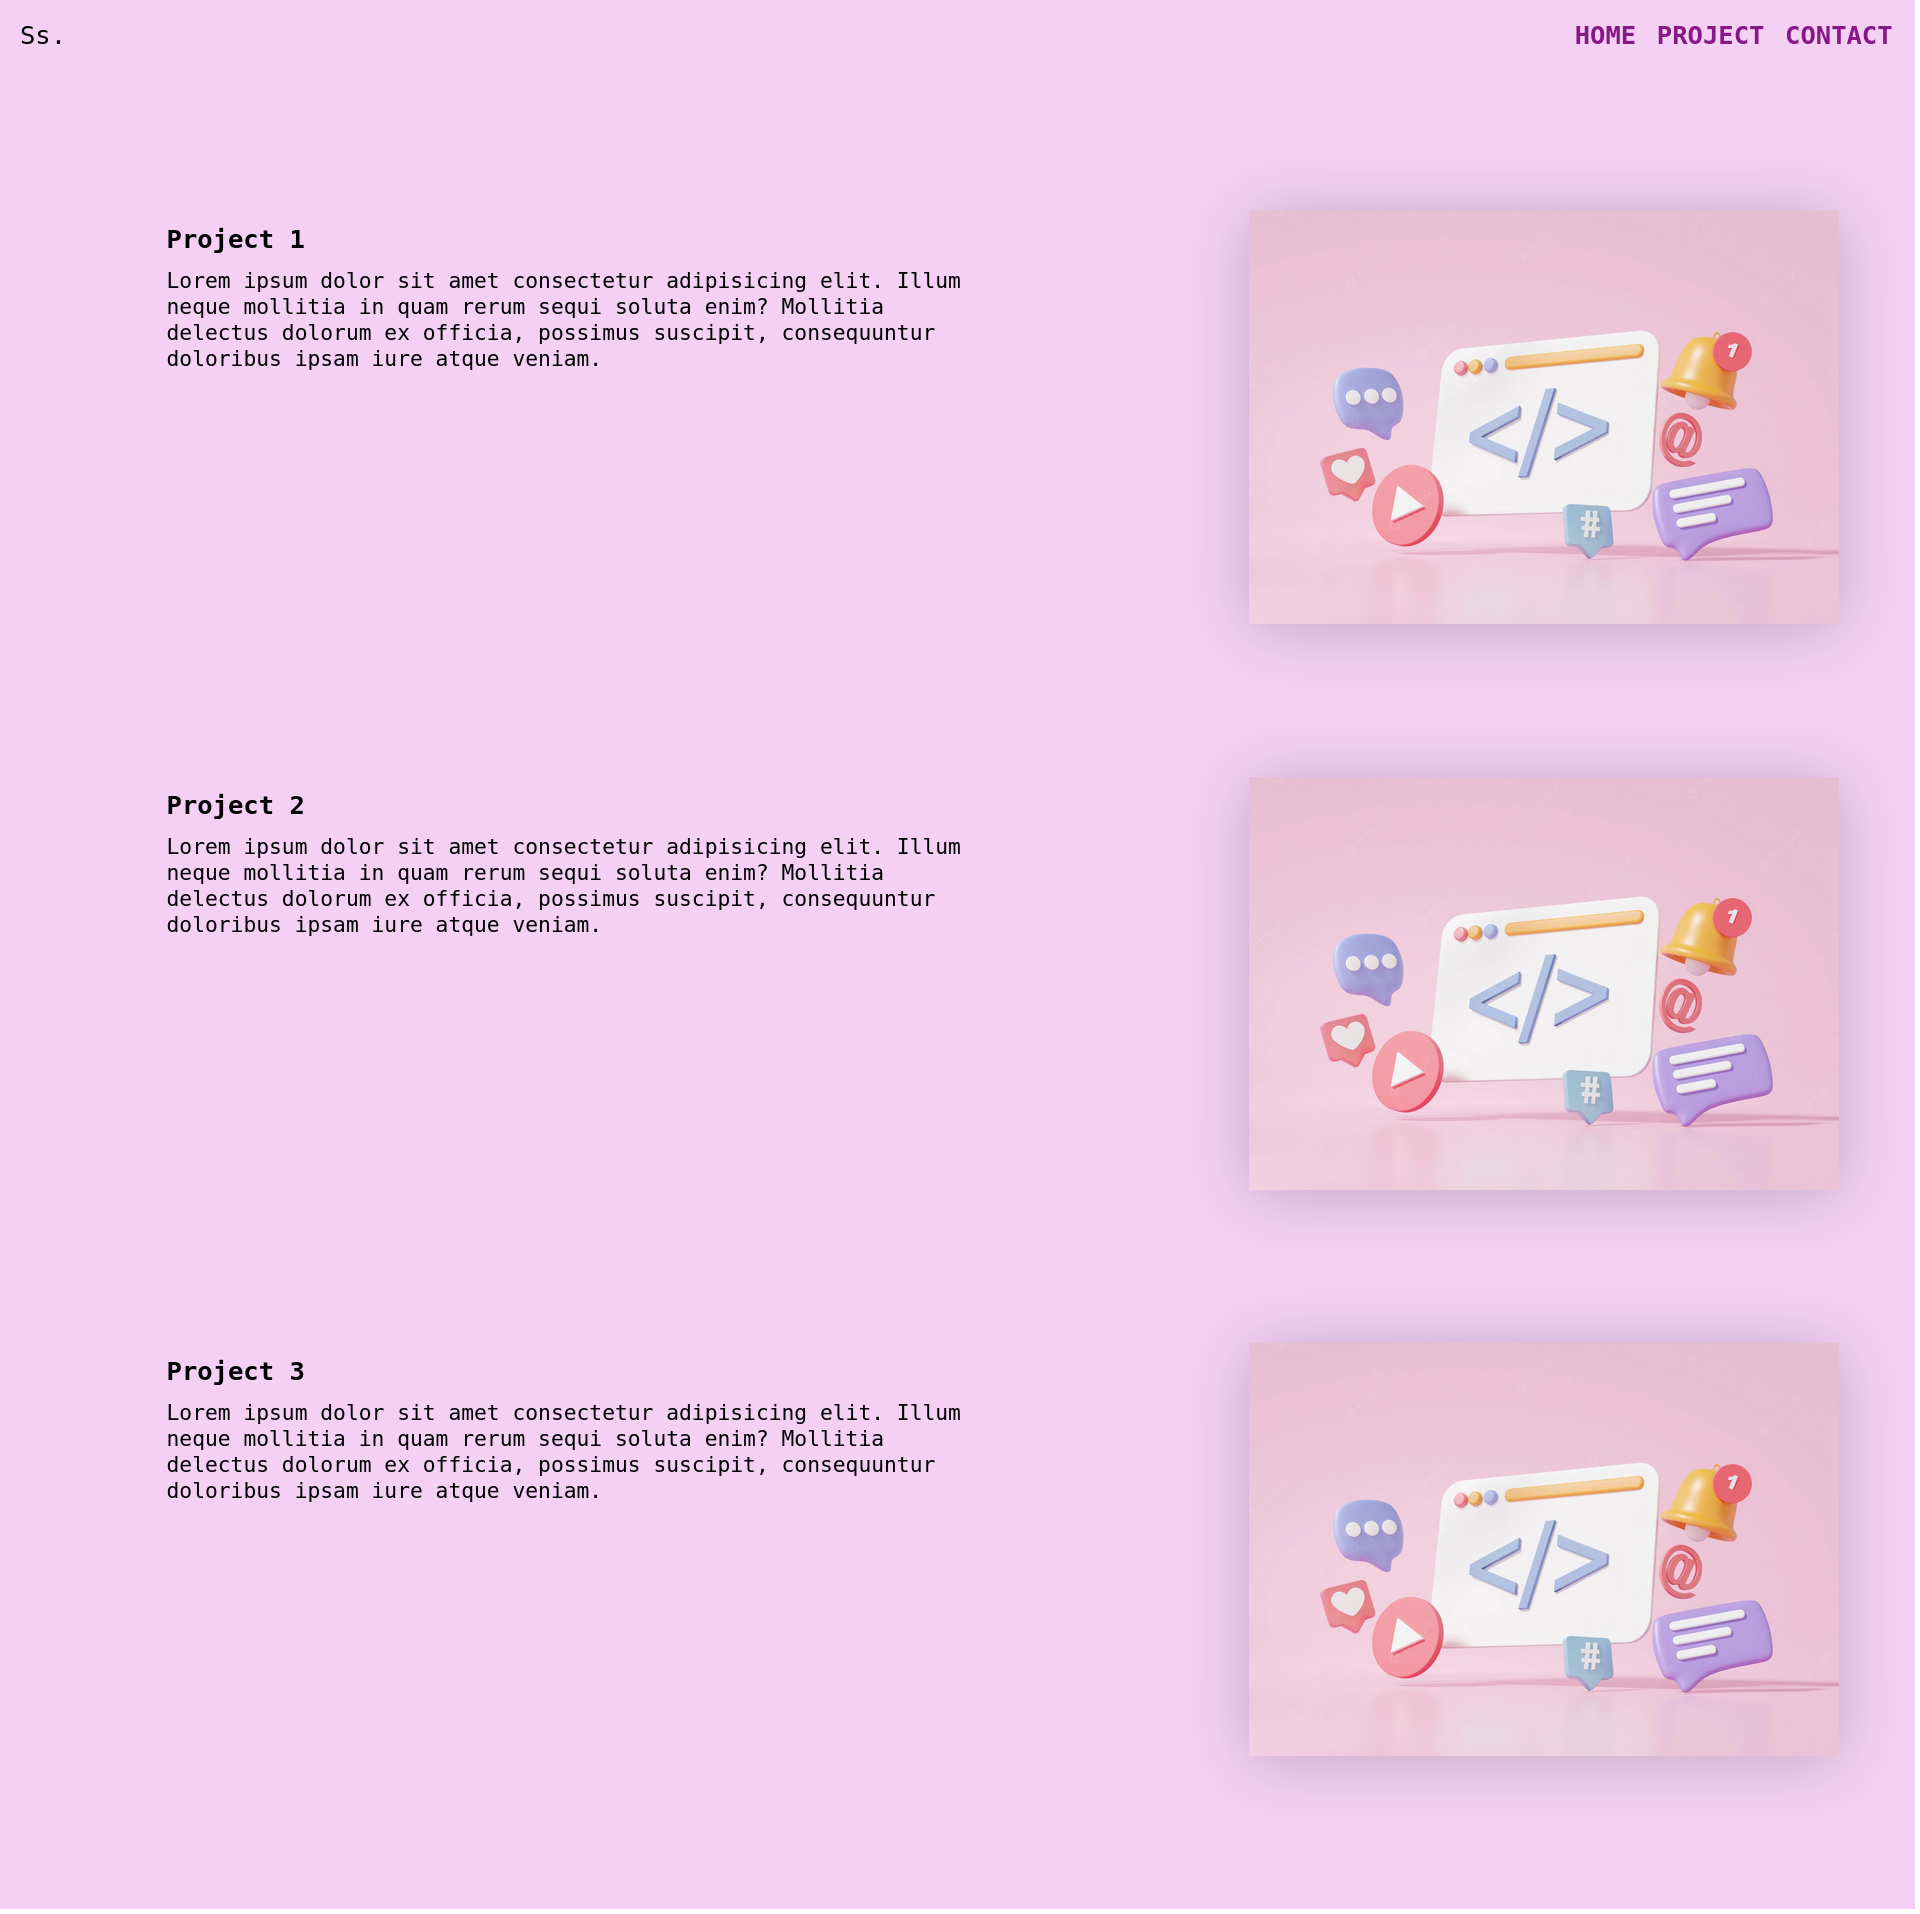 Ss.
HOME PROJECT CONTACT
Project 1
Lorem ipsum dolor sit amet consectetur adipisicing elit. Illum
neque mollitia in quam rerum sequi soluta enim? Mollitia
delectus dolorum ex officia, possimus suscipit, consequuntur
doloribus ipsam iure atque veniam.
1
</>
@
#
Project 2
Lorem ipsum dolor sit amet consectetur adipisicing elit. Illum
neque mollitia in quam rerum sequi soluta enim? Mollitia
delectus dolorum ex officia, possimus suscipit, consequuntur
doloribus ipsam iure atque veniam.
1
</>
@
#
Project 3
Lorem ipsum dolor sit amet consectetur adipisicing elit. Illum
neque mollitia in quam rerum sequi soluta enim? Mollitia
delectus dolorum ex officia, possimus suscipit, consequuntur
doloribus ipsam iure atque veniam.
1
</>
@
#